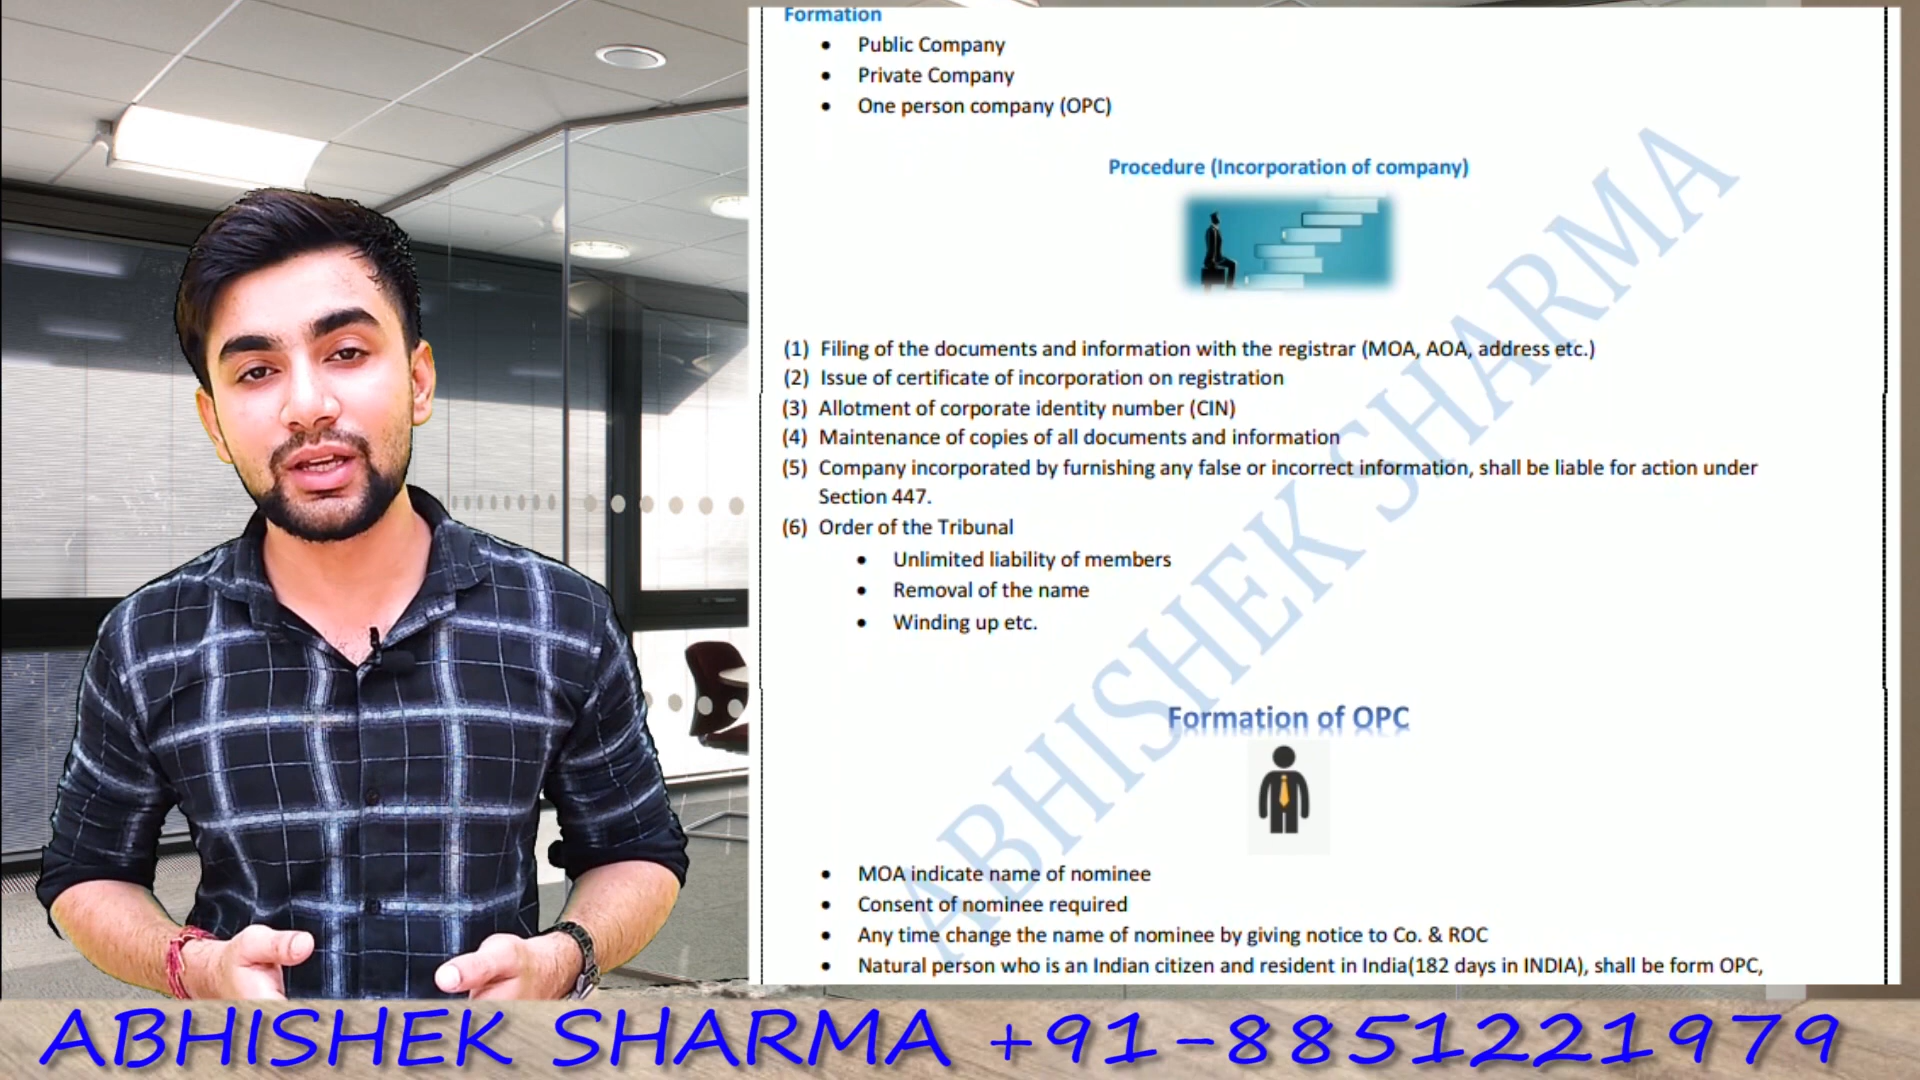 Formation
• Public Company
• Private Company
• One person company (OPC)
Procedure (Incorporation of company)
(1) Filing of the documents and information with the registrar (MOA, AOA, address etc.)
(2) Issue of certificate of incorporation on registration
(3) Allotment of corporate identity number (CIN)
(4) Maintenance of copies of all documents and information
(5) Company incorporated by furnishing any false or incorrect information, shall be liable for action under
Section 447.
(6) Order of the Tribunal
• Unlimited liability of members
• Removal of the name
• Winding up etc.
Formation of OPC
• MOA indicate name of nominee
• Consent of nominee required
• Any time change the name of nominee by giving notice to Co. & ROC
• Natural person who is an Indian citizen and resident in India(182 days in INDIA), shall be form OPC,
ABHISHEK SHARMA
ABHISHEK SHARMA +91-8851221979